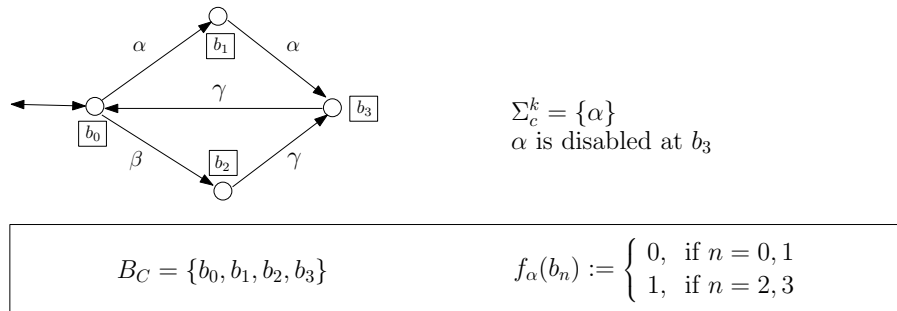 α
b₁
α
γ
b₀
b₃
β
b₂
γ
Σ_c^k = {α}
α is disabled at b₃
B_C = {b₀, b₁, b₂, b₃}
f_α(b_n) := { 0, if n = 0, 1
1, if n = 2, 3